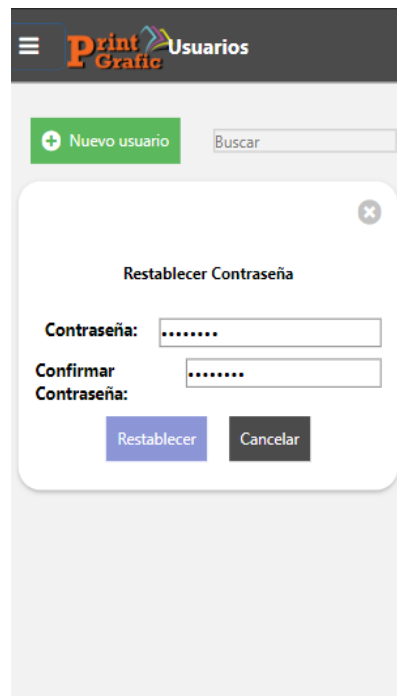 Print Grafic Usuarios
Nuevo usuario Buscar
Restablecer Contraseña
Contraseña: ........
Confirmar Contraseña: ........
Restablecer Cancelar